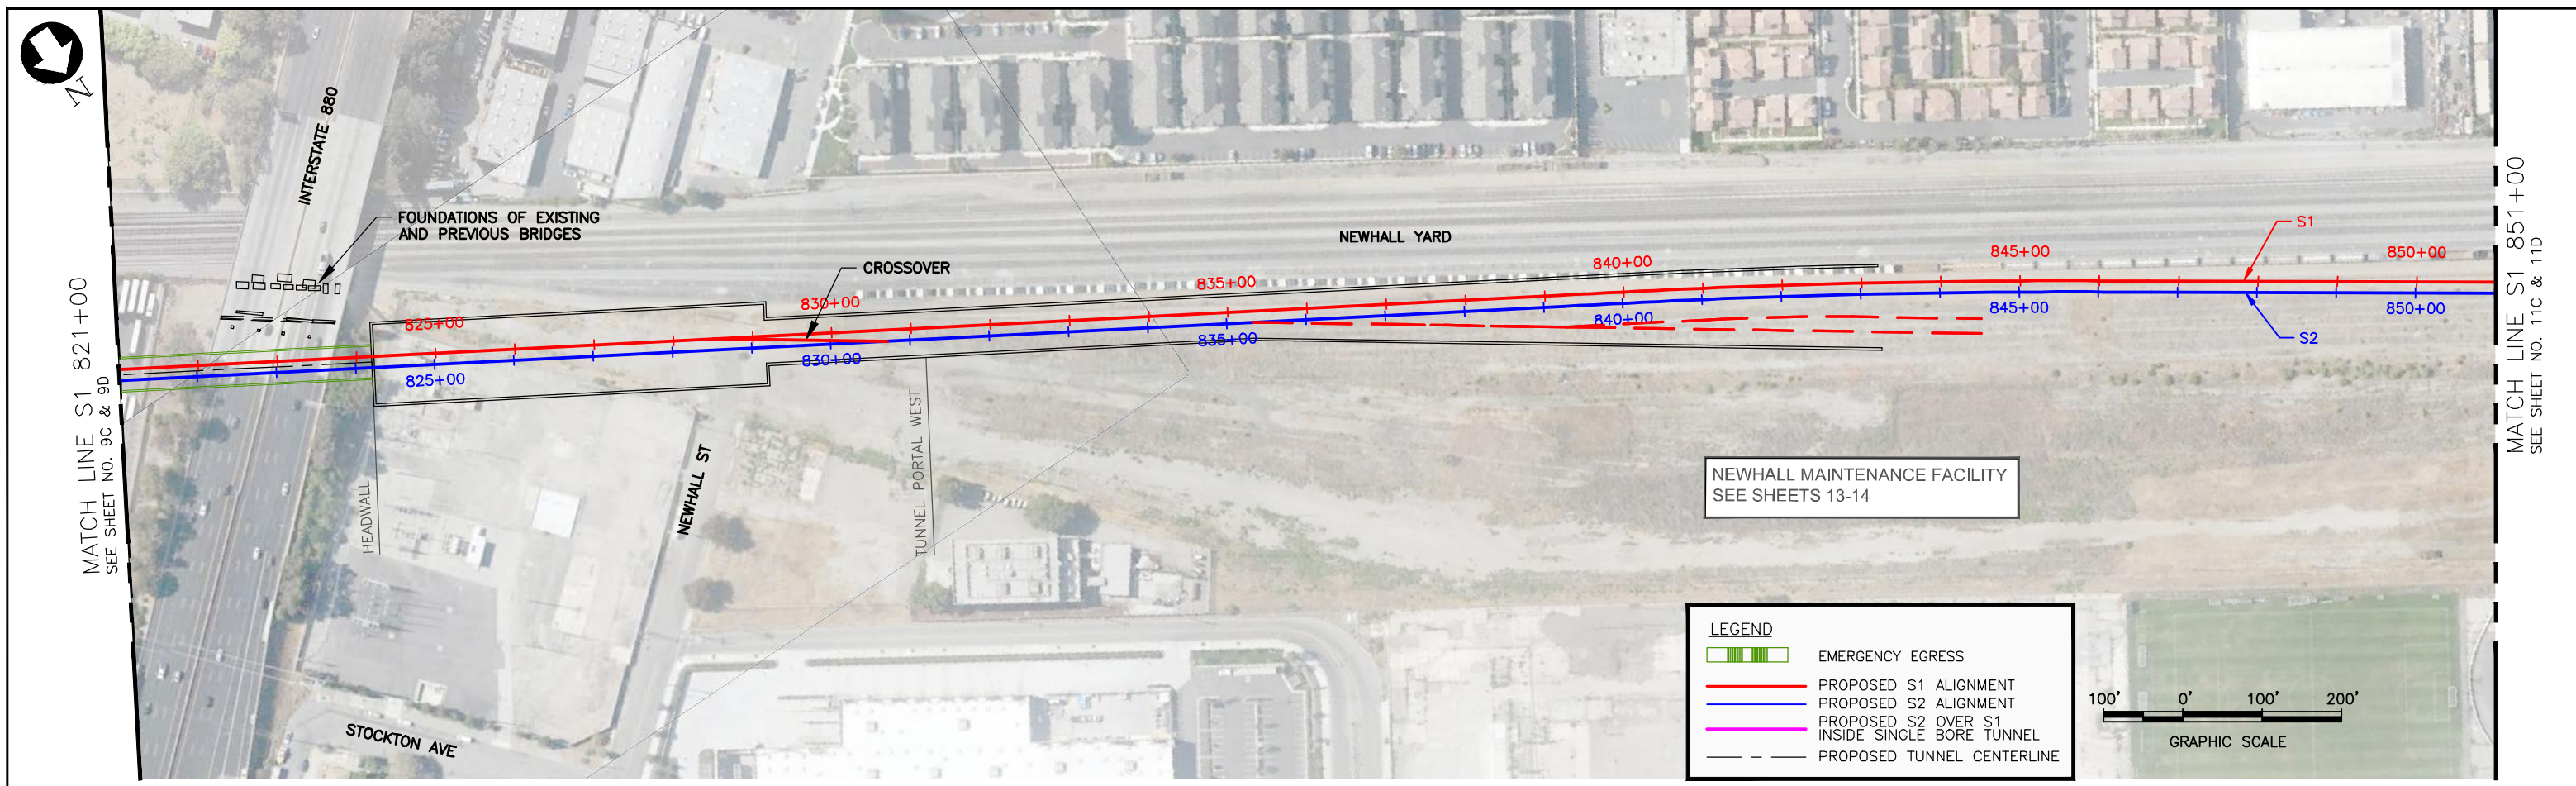 N
INTERSTATE 880
FOUNDATIONS OF EXISTING
AND PREVIOUS BRIDGES
MATCH LINE S1 821+00
SEE SHEET NO. 9C & 9D
HEADWALL
825+00
825+00
NEWHALL ST
STOCKTON AVE
CROSSOVER
830+00
830+00
TUNNEL PORTAL WEST
NEWHALL YARD
835+00
835+00
840+00
840+00
845+00
845+00
S1
S2
850+00
850+00
MATCH LINE S1 851+00
SEE SHEET NO. 11C & 11D
NEWHALL MAINTENANCE FACILITY
SEE SHEETS 13-14
LEGEND
EMERGENCY EGRESS
PROPOSED S1 ALIGNMENT
PROPOSED S2 ALIGNMENT
PROPOSED S2 OVER S1
INSIDE SINGLE BORE TUNNEL
PROPOSED TUNNEL CENTERLINE
100' 0' 100' 200'
GRAPHIC SCALE